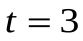 t = 3